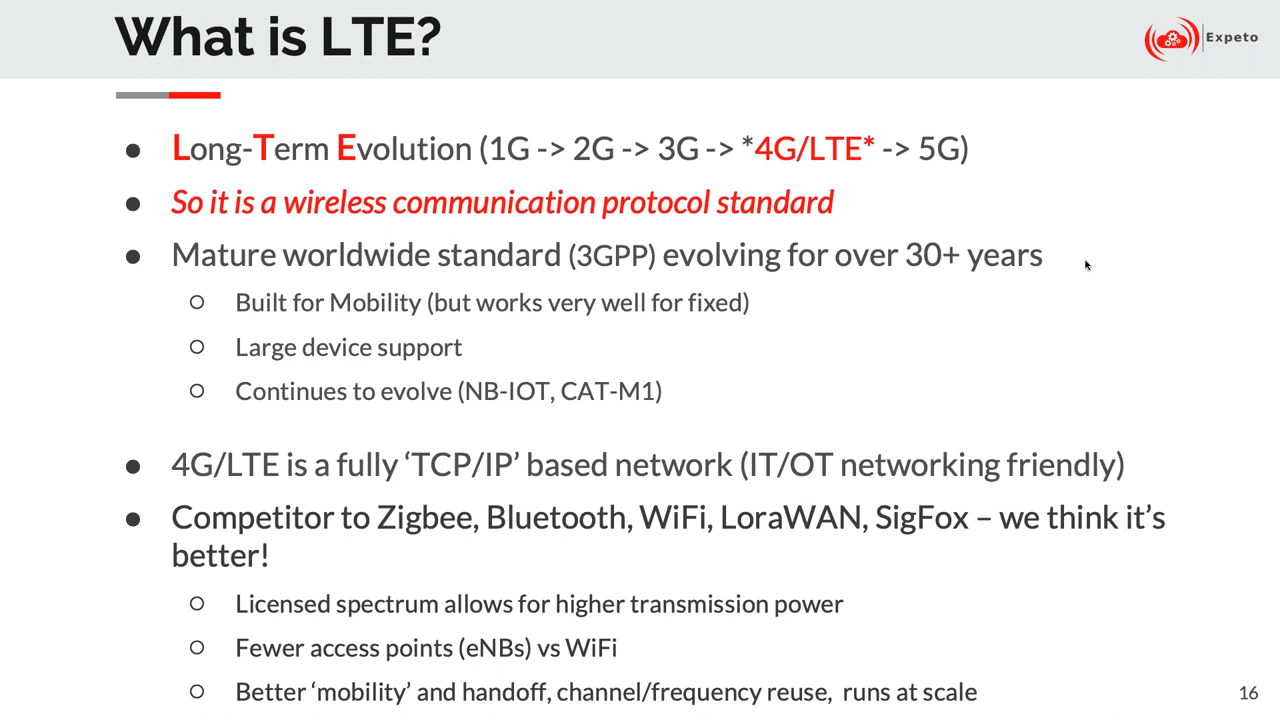 What is LTE?
Expeto
● Long-Term Evolution (1G -> 2G -> 3G -> *4G/LTE* -> 5G)
● So it is a wireless communication protocol standard
● Mature worldwide standard (3GPP) evolving for over 30+ years
○ Built for Mobility (but works very well for fixed)
○ Large device support
○ Continues to evolve (NB-IOT, CAT-M1)
● 4G/LTE is a fully ‘TCP/IP’ based network (IT/OT networking friendly)
● Competitor to Zigbee, Bluetooth, WiFi, LoraWAN, SigFox – we think it’s
better!
○ Licensed spectrum allows for higher transmission power
○ Fewer access points (eNBs) vs WiFi
○ Better ‘mobility’ and handoff, channel/frequency reuse,  runs at scale
16